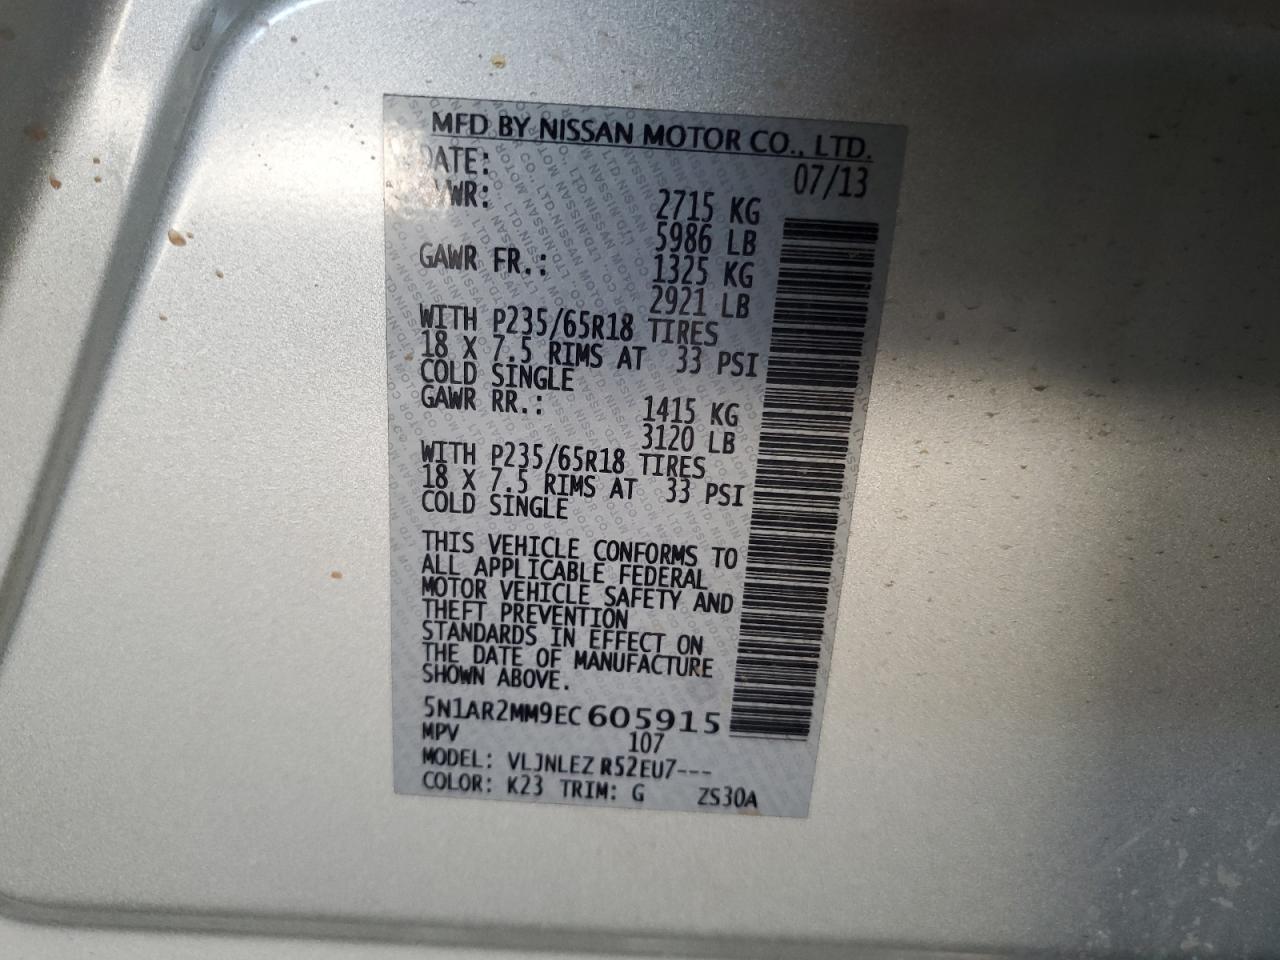 MFD BY NISSAN MOTOR CO., LTD.
DATE: 07/13
GVWR: 2715 KG
5986 LB
GAWR FR.: 1325 KG
2921 LB
WITH P235/65R18 TIRES
18 X 7.5 RIMS AT 33 PSI
COLD SINGLE
GAWR RR.: 1415 KG
3120 LB
WITH P235/65R18 TIRES
18 X 7.5 RIMS AT 33 PSI
COLD SINGLE
THIS VEHICLE CONFORMS TO
ALL APPLICABLE FEDERAL
MOTOR VEHICLE SAFETY AND
THEFT PREVENTION
STANDARDS IN EFFECT ON
THE DATE OF MANUFACTURE
SHOWN ABOVE.
5N1AR2MM9EC605915
MPV 107
MODEL: VLJNLEZ R52EU7---
COLOR: K23 TRIM: G ZS30A